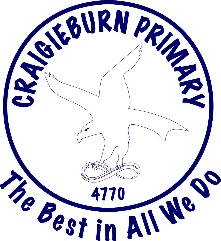 CRAIGIEBURN PRIMARY
4770
The Best in All We Do